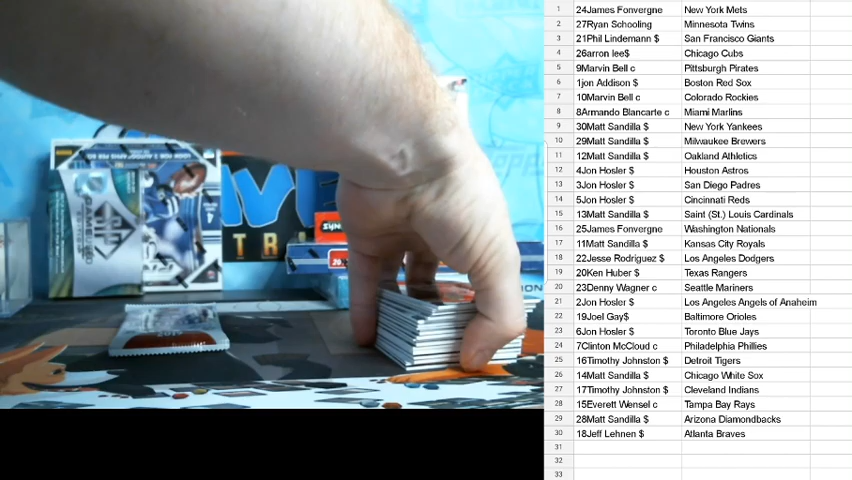 1 24James Fonvergne New York Mets
2 27Ryan Schooling Minnesota Twins
3 21Phil Lindemann $ San Francisco Giants
4 26arron lee$ Chicago Cubs
5 9Marvin Bell c Pittsburgh Pirates
6 1jon Addison $ Boston Red Sox
7 10Marvin Bell c Colorado Rockies
8 8Armando Blancarte c Miami Marlins
9 30Matt Sandilla $ New York Yankees
10 29Matt Sandilla $ Milwaukee Brewers
11 12Matt Sandilla $ Oakland Athletics
12 4Jon Hosler $ Houston Astros
13 3Jon Hosler $ San Diego Padres
14 5Jon Hosler $ Cincinnati Reds
15 13Matt Sandilla $ Saint (St.) Louis Cardinals
16 25James Fonvergne Washington Nationals
17 11Matt Sandilla $ Kansas City Royals
18 22Jesse Rodriguez $ Los Angeles Dodgers
19 20Ken Huber $ Texas Rangers
20 23Denny Wagner c Seattle Mariners
21 2Jon Hosler $ Los Angeles Angels of Anaheim
22 19Joel Gay$ Baltimore Orioles
23 6Jon Hosler $ Toronto Blue Jays
24 7Clinton McCloud c Philadelphia Phillies
25 16Timothy Johnston $ Detroit Tigers
26 14Matt Sandilla $ Chicago White Sox
27 17Timothy Johnston $ Cleveland Indians
28 15Everett Wensel c Tampa Bay Rays
29 28Matt Sandilla $ Arizona Diamondbacks
30 18Jeff Lehnen $ Atlanta Braves
31
32
33